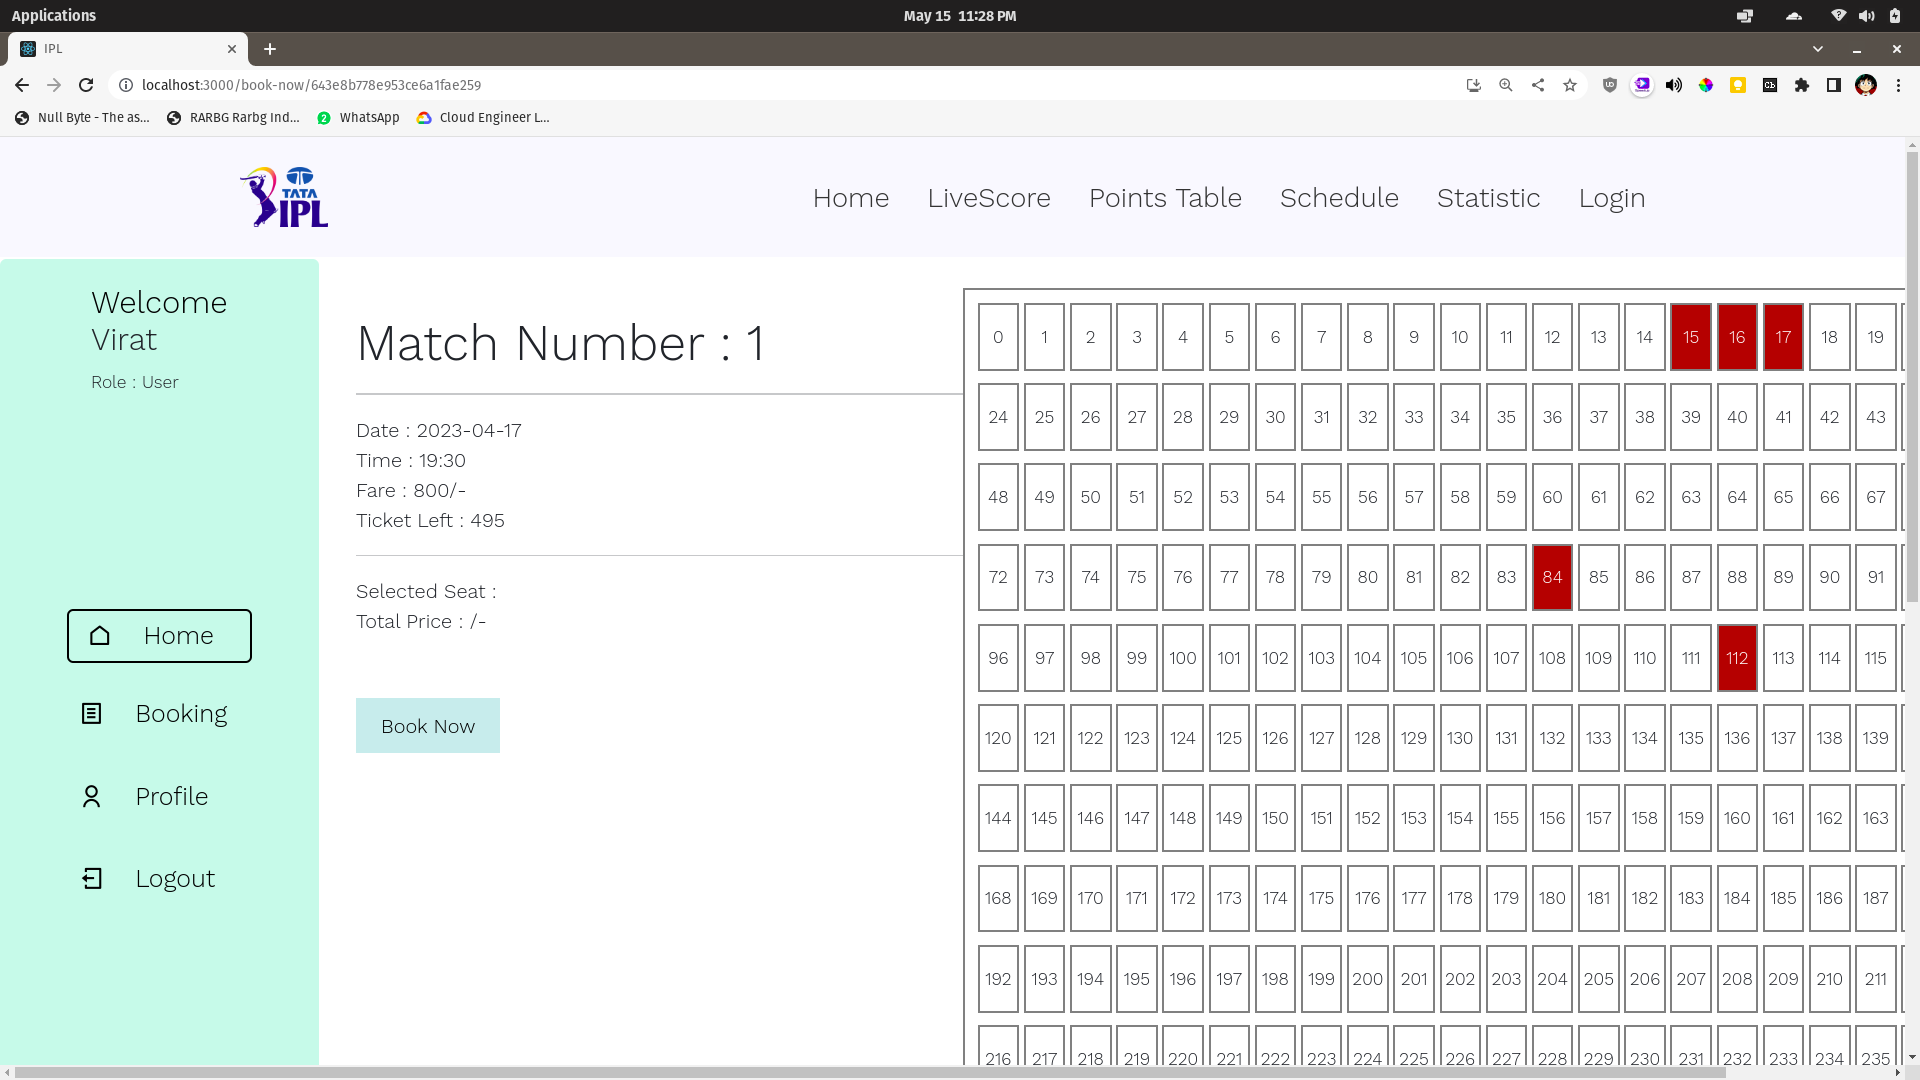 Applications
May 15 11:28 PM
IPL
localhost:3000/book-now/643e8b778e953ce6a1fae259
Null Byte - The as...
RARBG Rarbg Ind...
WhatsApp
Cloud Engineer L...
TATA
IPL
Home LiveScore Points Table Schedule Statistic Login
Welcome
Virat
Role : User
Home
Booking
Profile
Logout
Match Number : 1
Date : 2023-04-17
Time : 19:30
Fare : 800/-
Ticket Left : 495
Selected Seat :
Total Price : /-
Book Now
0 1 2 3 4 5 6 7 8 9 10 11 12 13 14 15 16 17 18 19
24 25 26 27 28 29 30 31 32 33 34 35 36 37 38 39 40 41 42 43
48 49 50 51 52 53 54 55 56 57 58 59 60 61 62 63 64 65 66 67
72 73 74 75 76 77 78 79 80 81 82 83 84 85 86 87 88 89 90 91
96 97 98 99 100 101 102 103 104 105 106 107 108 109 110 111 112 113 114 115
120 121 122 123 124 125 126 127 128 129 130 131 132 133 134 135 136 137 138 139
144 145 146 147 148 149 150 151 152 153 154 155 156 157 158 159 160 161 162 163
168 169 170 171 172 173 174 175 176 177 178 179 180 181 182 183 184 185 186 187
192 193 194 195 196 197 198 199 200 201 202 203 204 205 206 207 208 209 210 211
216 217 218 219 220 221 222 223 224 225 226 227 228 229 230 231 232 233 234 235